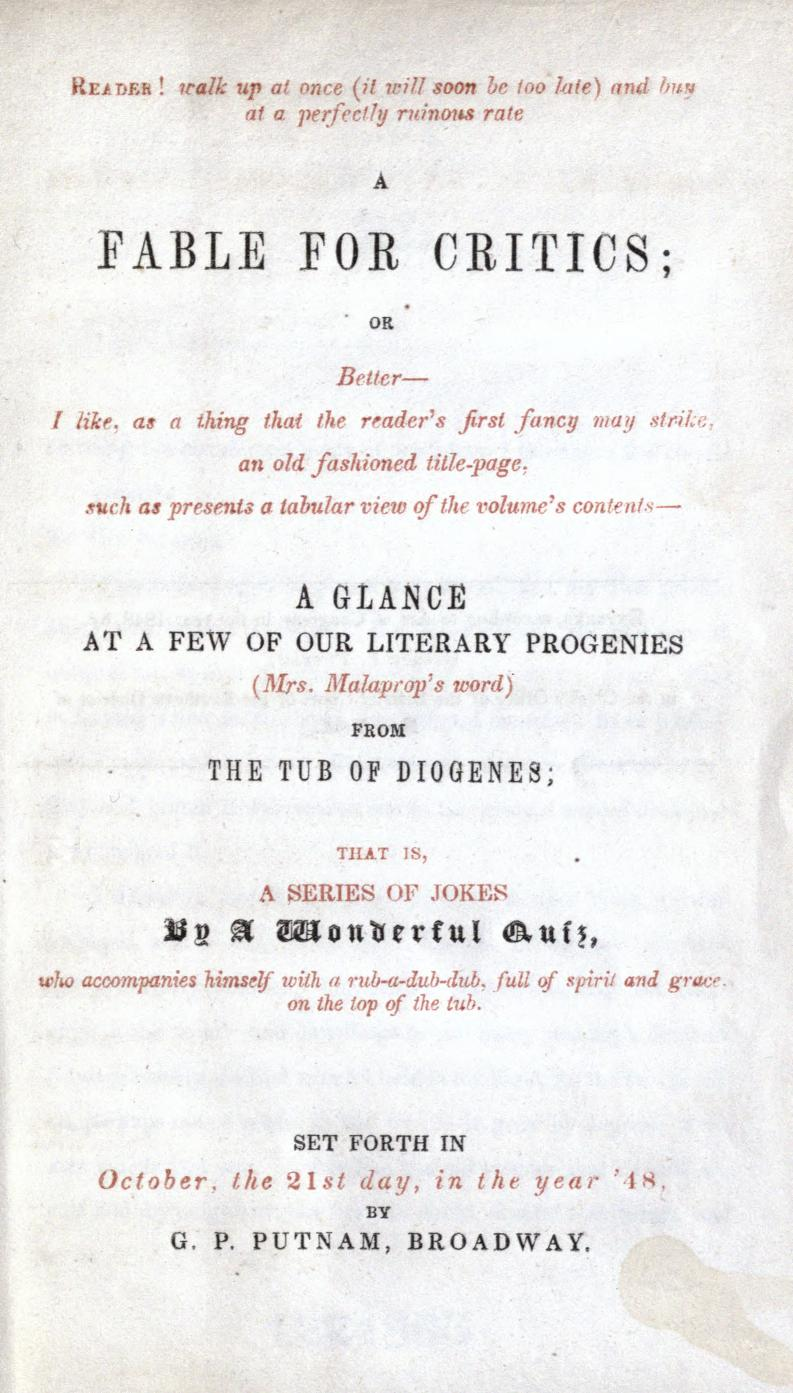 READER! walk up at once (it will soon be too late) and buy
at a perfectly ruinous rate
A
FABLE FOR CRITICS;
OR
Better—
I like, as a thing that the reader's first fancy may strike,
an old fashioned title-page,
such as presents a tabular view of the volume's contents—
A GLANCE
AT A FEW OF OUR LITERARY PROGENIES
(Mrs. Malaprop's word)
FROM
THE TUB OF DIOGENES;
THAT IS,
A SERIES OF JOKES
By A Wonderful Quiz,
who accompanies himself with a rub-a-dub-dub, full of spirit and grace,
on the top of the tub.
SET FORTH IN
October, the 21st day, in the year '48,
BY
G. P. PUTNAM, BROADWAY.